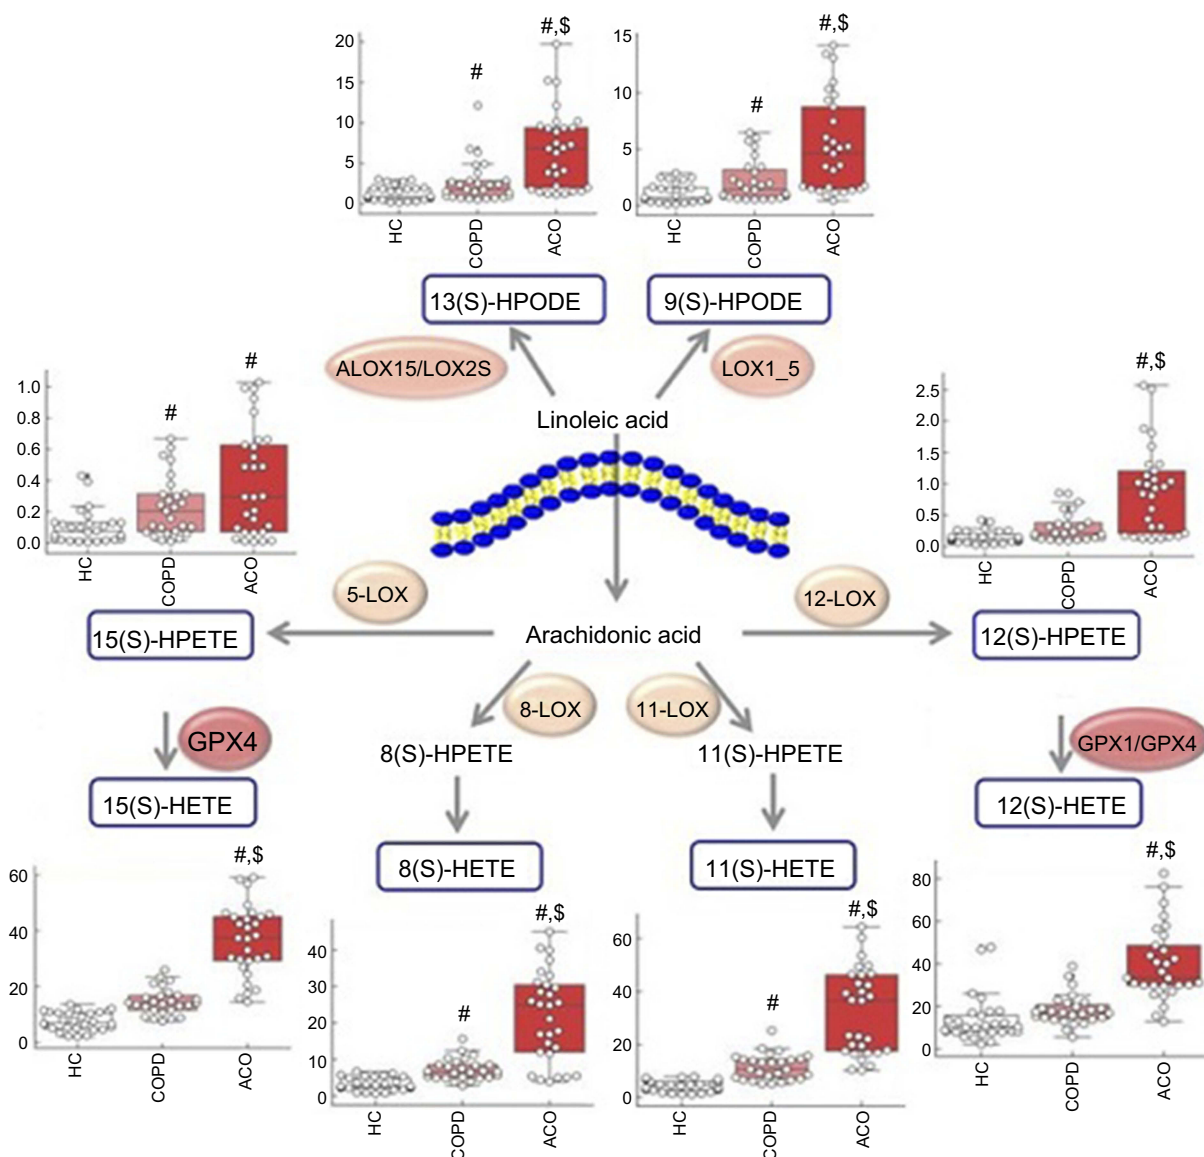 #,$
#,$
#
#
20
15
10
5
0
15
10
5
0
HC
COPD
ACO
HC
COPD
ACO
13(S)-HPODE
9(S)-HPODE
ALOX15/LOX2S
LOX1_5
Linoleic acid
#
#
1.0
0.8
0.6
0.4
0.2
0.0
HC
COPD
ACO
#,$
2.5
2.0
1.5
1.0
0.5
0.0
HC
COPD
ACO
5-LOX
12-LOX
15(S)-HPETE
Arachidonic acid
12(S)-HPETE
8-LOX
11-LOX
GPX4
8(S)-HPETE
11(S)-HPETE
GPX1/GPX4
15(S)-HETE
12(S)-HETE
8(S)-HETE
11(S)-HETE
#,$
60
40
20
0
HC
COPD
ACO
#,$
#
40
30
20
10
0
HC
COPD
ACO
#,$
#
60
40
20
0
HC
COPD
ACO
#,$
80
60
40
20
0
HC
COPD
ACO